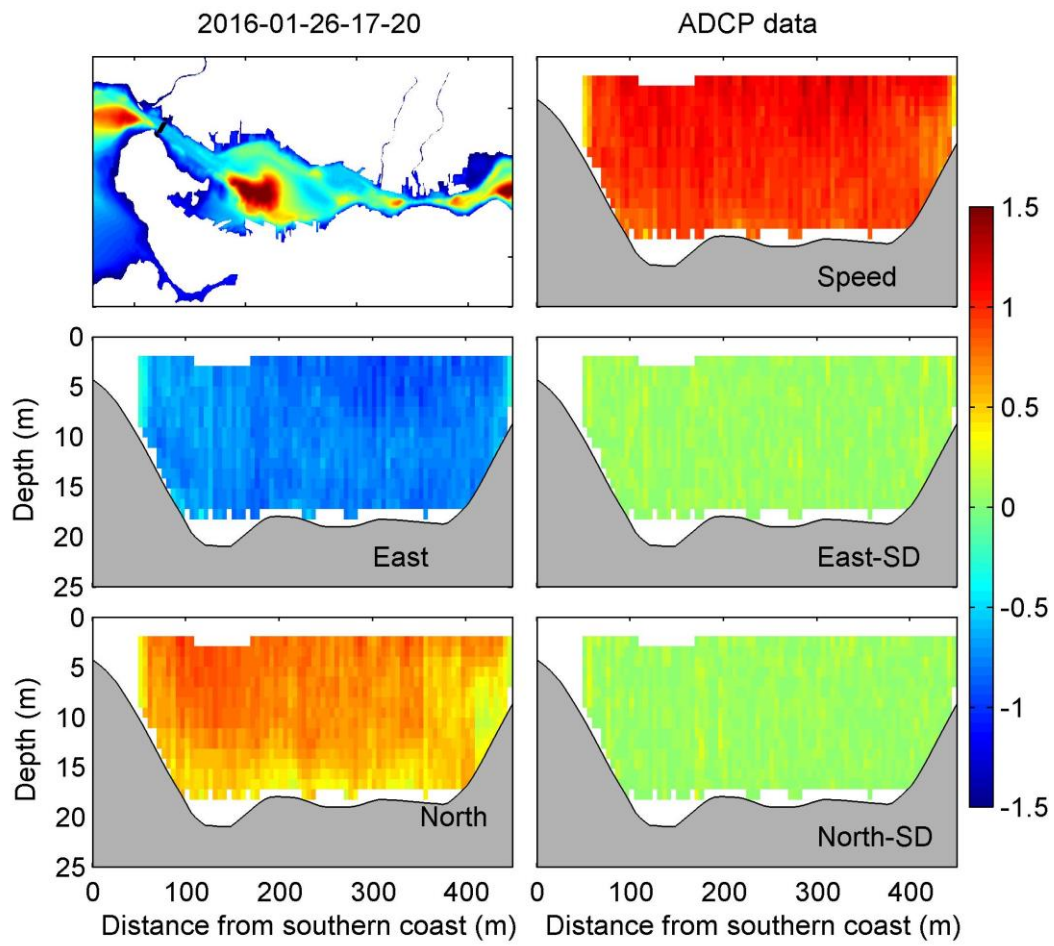 2016-01-26-17-20
ADCP data
Speed
1.5
1
0.5
0
-0.5
-1
-1.5
0
5
10
15
20
25
Depth (m)
East
East-SD
0
5
10
15
20
25
Depth (m)
North
North-SD
0 100 200 300 400
0 100 200 300 400
Distance from southern coast (m)
Distance from southern coast (m)